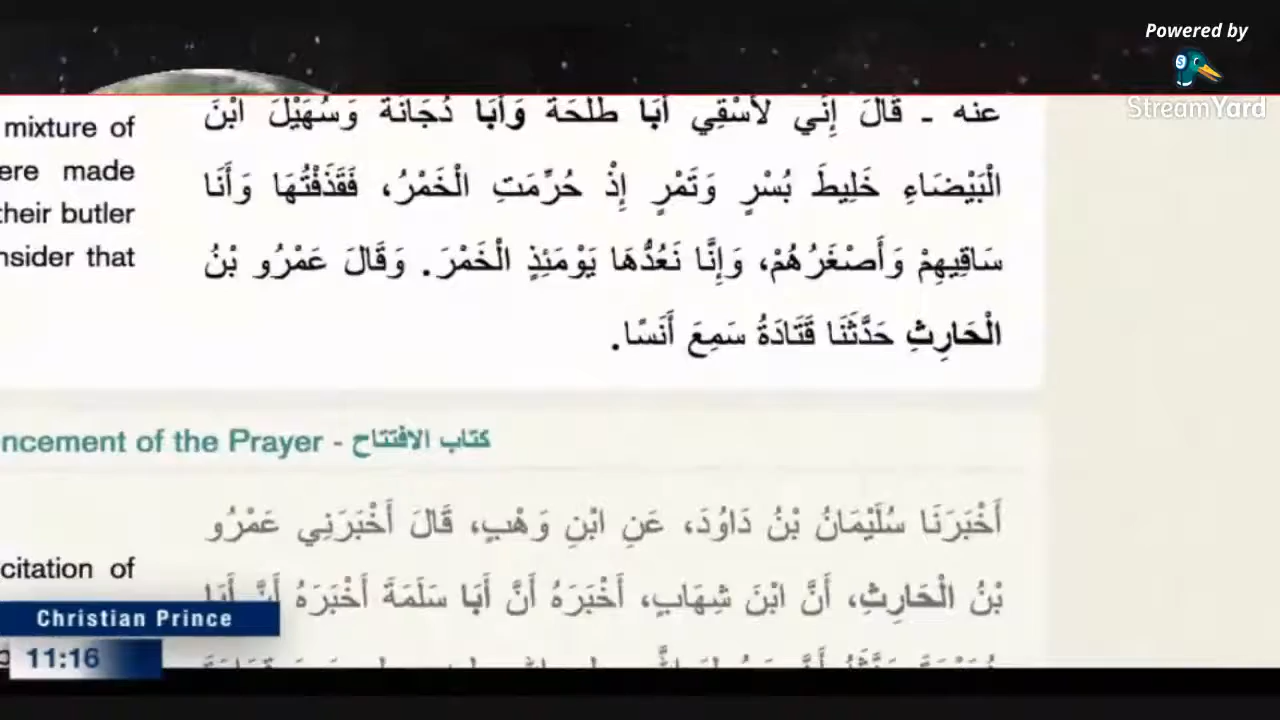 Powered by
StreamYard
عنه ـ قَالَ إِنِّي لأَسْقِي أَبَا طَلْحَةَ وَأَبَا دُجَانَةَ وَسُهَيْلَ ابْنَ
الْبَيْضَاءِ خَلِيطَ بُسْرٍ وَتَمْرٍ إِذْ حُرِّمَتِ الْخَمْرُ، فَقَذَفْتُهَا وَأَنَا
سَاقِيهِمْ وَأَصْغَرُهُمْ، وَإِنَّا نَعُدُّهَا يَوْمَئِذٍ الْخَمْرَ‏.‏ وَقَالَ عَمْرُو بْنُ
الْحَارِثِ حَدَّثَنَا قَتَادَةُ سَمِعَ أَنَسًا‏.‏
mixture of
ere made
their butler
nsider that
ncement of the Prayer - كتاب الافتتاح
أَخْبَرَنَا سُلَيْمَانُ بْنُ دَاوُدَ، عَنِ ابْنِ وَهْبٍ، قَالَ أَخْبَرَنِي عَمْرُو
بْنُ الْحَارِثِ، أَنَّ ابْنَ شِهَابٍ، أَخْبَرَهُ أَنَّ أَبَا سَلَمَةَ أَخْبَرَهُ أَنَّ أَبَا
citation of
Christian Prince
11:16